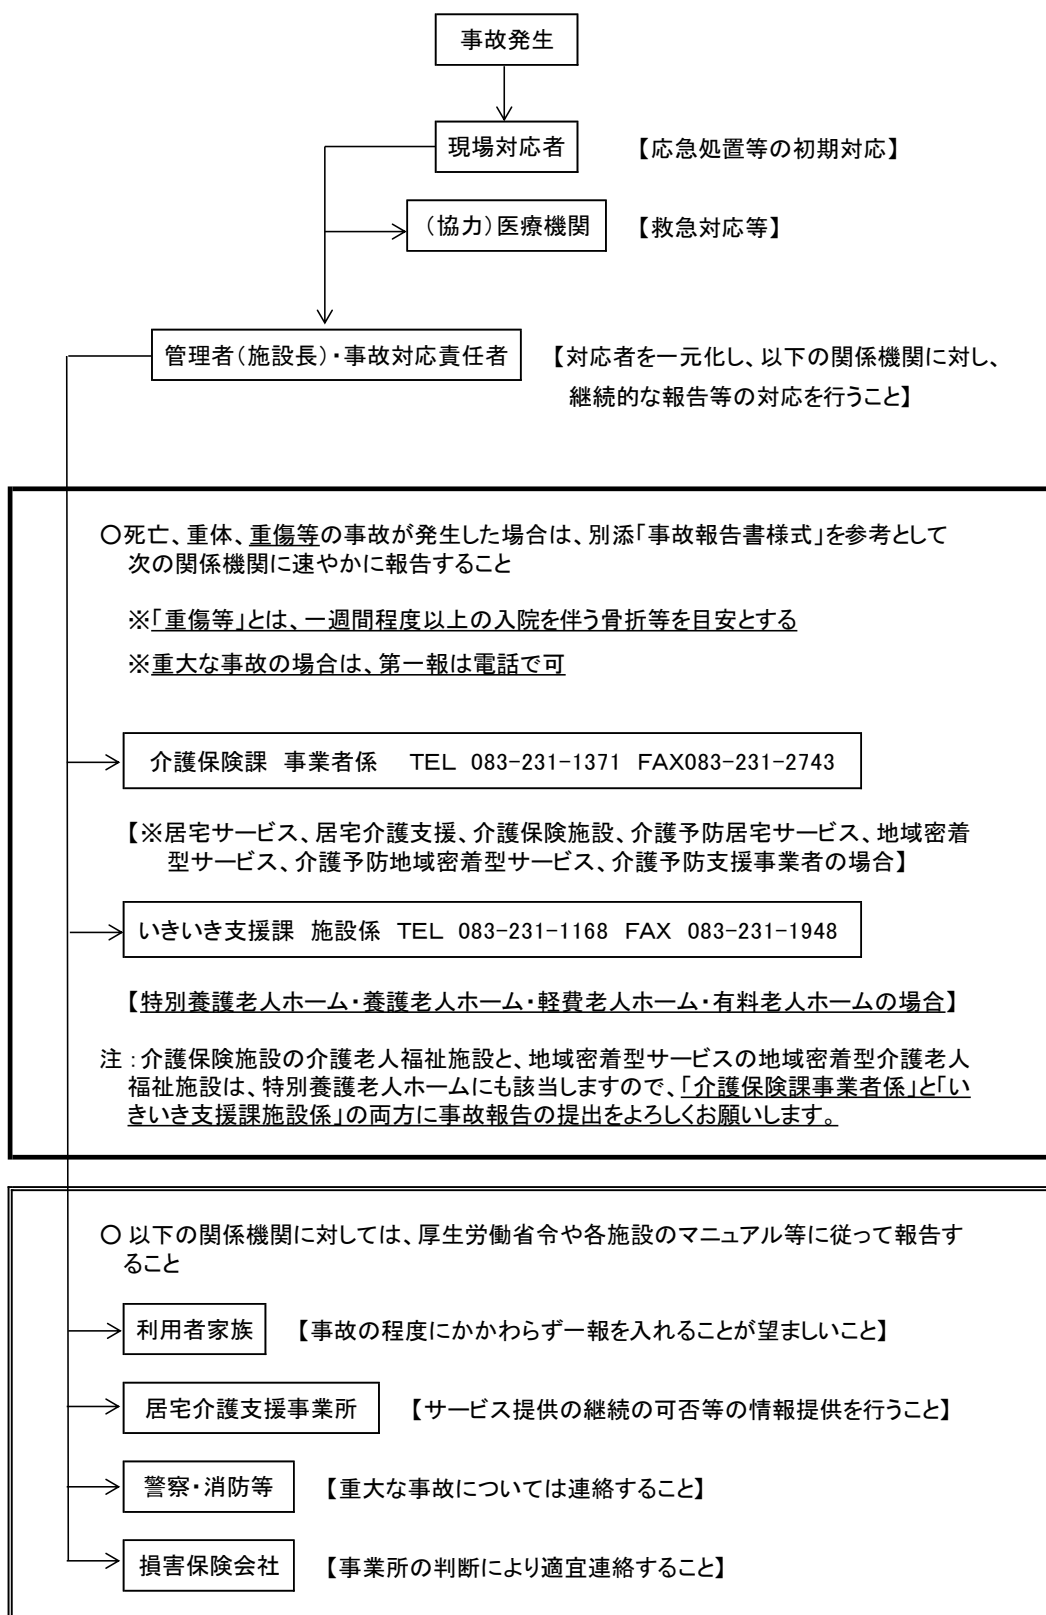 事故発生
現場対応者 【応急処置等の初期対応】
（協力）医療機関 【救急対応等】
管理者（施設長）・事故対応責任者 【対応者を一元化し、以下の関係機関に対し、
継続的な報告等の対応を行うこと】
○死亡、重体、重傷等の事故が発生した場合は、別添「事故報告書様式」を参考として
次の関係機関に速やかに報告すること
※「重傷等」とは、一週間程度以上の入院を伴う骨折等を目安とする
※重大な事故の場合は、第一報は電話で可
介護保険課 事業者係 TEL 083-231-1371 FAX083-231-2743
【※居宅サービス、居宅介護支援、介護保険施設、介護予防居宅サービス、地域密着
型サービス、介護予防地域密着型サービス、介護予防支援事業者の場合】
いきいき支援課 施設係 TEL 083-231-1168 FAX 083-231-1948
【特別養護老人ホーム・養護老人ホーム・軽費老人ホーム・有料老人ホームの場合】
注：介護保険施設の介護老人福祉施設と、地域密着型サービスの地域密着型介護老人
福祉施設は、特別養護老人ホームにも該当しますので、「介護保険課事業者係」と「い
きいき支援課施設係」の両方に事故報告の提出をよろしくお願いします。
○ 以下の関係機関に対しては、厚生労働省令や各施設のマニュアル等に従って報告す
ること
利用者家族 【事故の程度にかかわらず一報を入れることが望ましいこと】
居宅介護支援事業所 【サービス提供の継続の可否等の情報提供を行うこと】
警察・消防等 【重大な事故については連絡すること】
損害保険会社 【事業所の判断により適宜連絡すること】